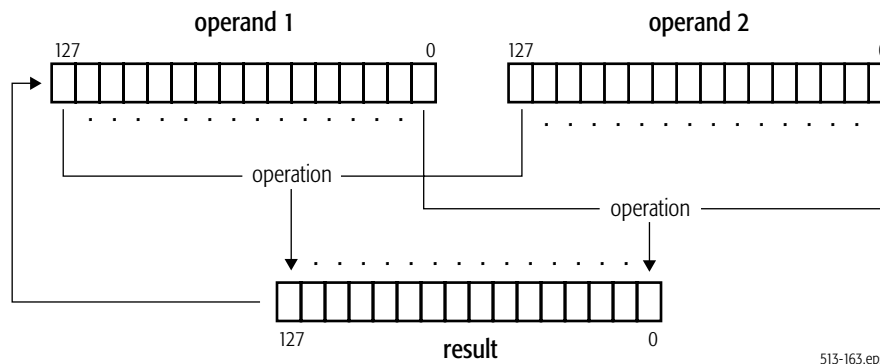 operand 1
operand 2
127
0
127
operation
operation
127
0
result
513-163.ep